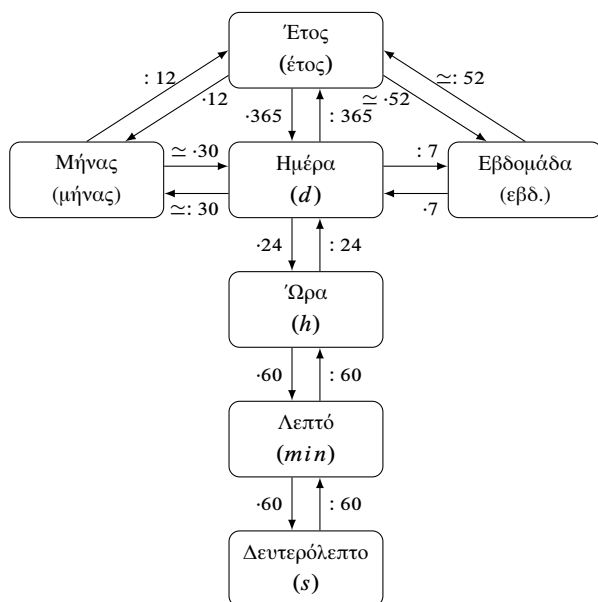 Έτος
(έτος)
: 12
·12
·365
: 365
≃ ·52
≃: 52
Μήνας
(μήνας)
≃ ·30
≃: 30
Ημέρα
(d)
: 7
·7
Εβδομάδα
(εβδ.)
·24
: 24
Ώρα
(h)
·60
: 60
Λεπτό
(min)
·60
: 60
Δευτερόλεπτο
(s)